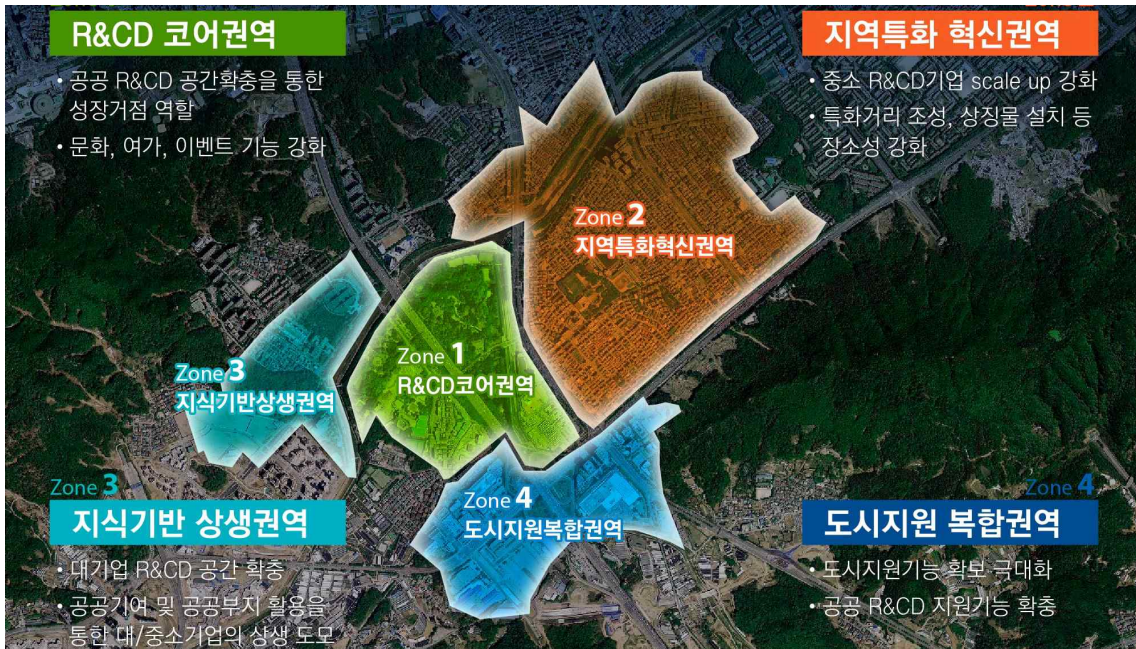 R&CD 코어권역
• 공공 R&CD 공간확충을 통한
성장거점 역할
• 문화, 여가, 이벤트 기능 강화
지역특화 혁신권역
• 중소 R&CD기업 scale up 강화
• 특화거리 조성, 상징물 설치 등
장소성 강화
Zone 2
지역특화혁신권역
Zone 1
R&CD코어권역
Zone 3
지식기반상생권역
Zone 4
도시지원복합권역
Zone 3
지식기반 상생권역
• 대기업 R&CD 공간 확충
• 공공기여 및 공공부지 활용을
통한 대/중소기업의 상생 도모
Zone 4
도시지원 복합권역
• 도시지원기능 확보 극대화
• 공공 R&CD 지원기능 확충